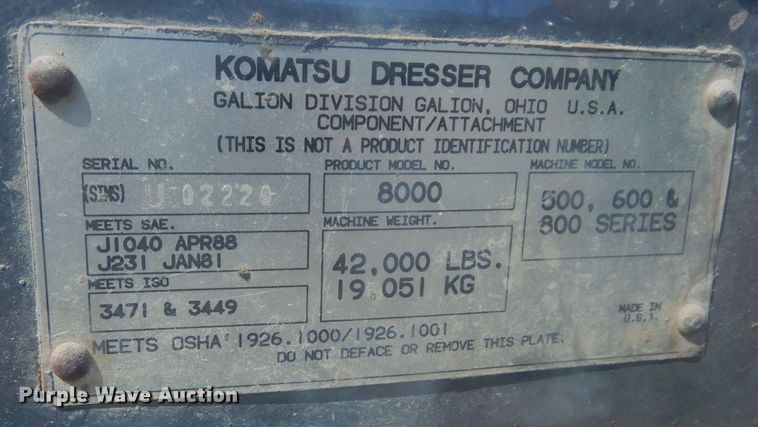 KOMATSU DRESSER COMPANY
GALION DIVISION GALION, OHIO U.S.A.
COMPONENT/ATTACHMENT
(THIS IS NOT A PRODUCT IDENTIFICATION NUMBER)
SERIAL NO. PRODUCT MODEL NO. MACHINE MODEL NO.
(SIMS) U 02220 8000 500, 600 &
800 SERIES
MEETS SAE. MACHINE WEIGHT.
J1040 APR88
J231 JAN81
42,000 LBS.
19,051 KG
MEETS ISO
3471 & 3449
MADE IN
U.S.A.
MEETS OSHA 1926.1000/1926.1001
DO NOT DEFACE OR REMOVE THIS PLATE.
Purple Wave Auction